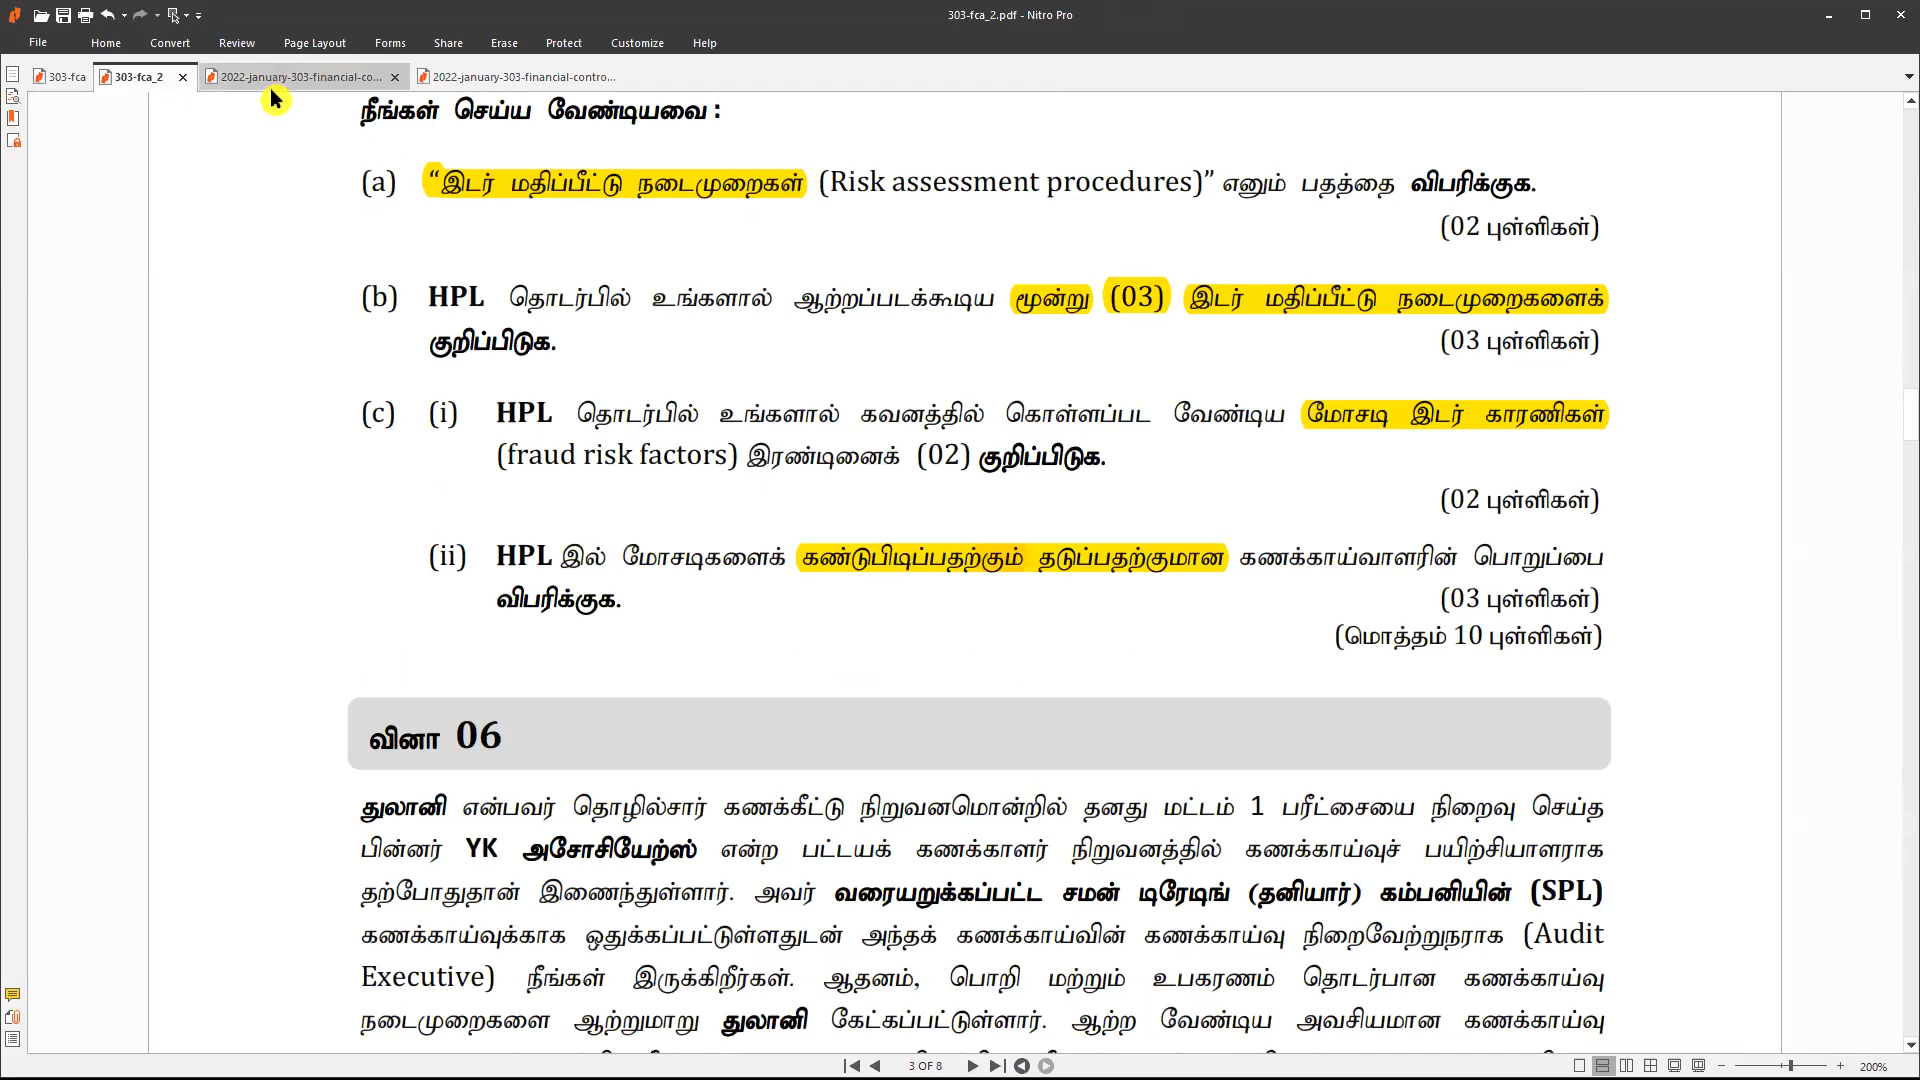 303-fca_2.pdf - Nitro Pro
File Home Convert Review Page Layout Forms Share Erase Protect Customize Help
303-fca 303-fca_2 2022-january-303-financial-co... 2022-january-303-financial-contro...
நீங்கள் செய்ய வேண்டியவை :
(a) “இடர் மதிப்பீட்டு நடைமுறைகள் (Risk assessment procedures)” எனும் பதத்தை விபரிக்குக.
(02 புள்ளிகள்)
(b) HPL தொடர்பில் உங்களால் ஆற்றப்படக்கூடிய மூன்று (03) இடர் மதிப்பீட்டு நடைமுறைகளைக்
குறிப்பிடுக. (03 புள்ளிகள்)
(c) (i) HPL தொடர்பில் உங்களால் கவனத்தில் கொள்ளப்பட வேண்டிய மோசடி இடர் காரணிகள்
(fraud risk factors) இரண்டினைக் (02) குறிப்பிடுக.
(02 புள்ளிகள்)
(ii) HPL இல் மோசடிகளைக் கண்டுபிடிப்பதற்கும் தடுப்பதற்குமான கணக்காய்வாளரின் பொறுப்பை
விபரிக்குக. (03 புள்ளிகள்)
(மொத்தம் 10 புள்ளிகள்)
வினா 06
துலானி என்பவர் தொழில்சார் கணக்கீட்டு நிறுவனமொன்றில் தனது மட்டம் 1 பரீட்சையை நிறைவு செய்த
பின்னர் YK அசோசியேற்ஸ் என்ற பட்டயக் கணக்காளர் நிறுவனத்தில் கணக்காய்வுச் பயிற்சியாளராக
தற்போதுதான் இணைந்துள்ளார். அவர் வரையறுக்கப்பட்ட சமன் டிரேடிங் (தனியார்) கம்பனியின் (SPL)
கணக்காய்வுக்காக ஒதுக்கப்பட்டுள்ளதுடன் அந்தக் கணக்காய்வின் கணக்காய்வு நிறைவேற்றுநராக (Audit
Executive) நீங்கள் இருக்கிறீர்கள். ஆதனம், பொறி மற்றும் உபகரணம் தொடர்பான கணக்காய்வு
நடைமுறைகளை ஆற்றுமாறு துலானி கேட்கப்பட்டுள்ளார். ஆற்ற வேண்டிய அவசியமான கணக்காய்வு
3 OF 8
200%